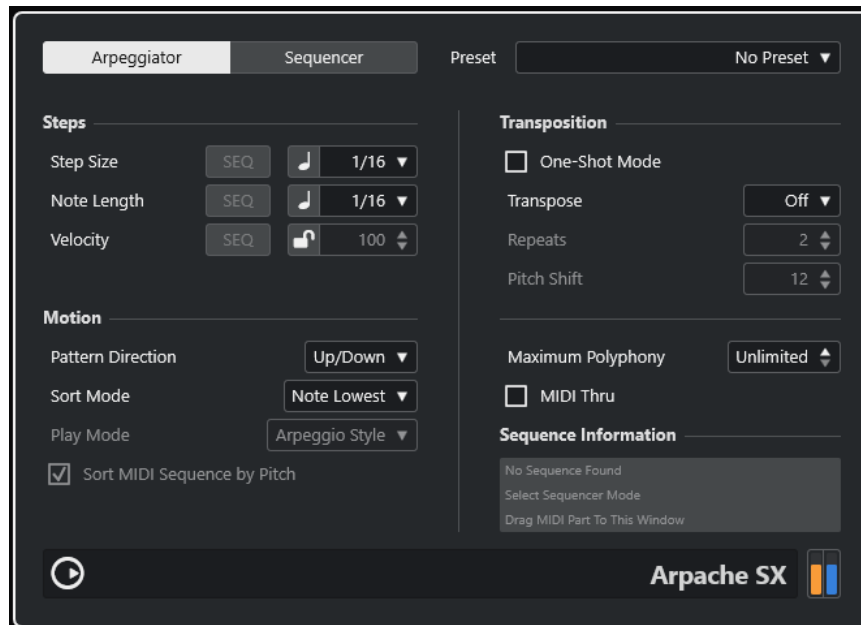 Arpeggiator Sequencer Preset No Preset
Steps
Step Size SEQ 1/16
Note Length SEQ 1/16
Velocity SEQ 100
Motion
Pattern Direction Up/Down
Sort Mode Note Lowest
Play Mode Arpeggio Style
Sort MIDI Sequence by Pitch
Transposition
One-Shot Mode
Transpose Off
Repeats 2
Pitch Shift 12
Maximum Polyphony Unlimited
MIDI Thru
Sequence Information
No Sequence Found
Select Sequencer Mode
Drag MIDI Part To This Window
Arpache SX